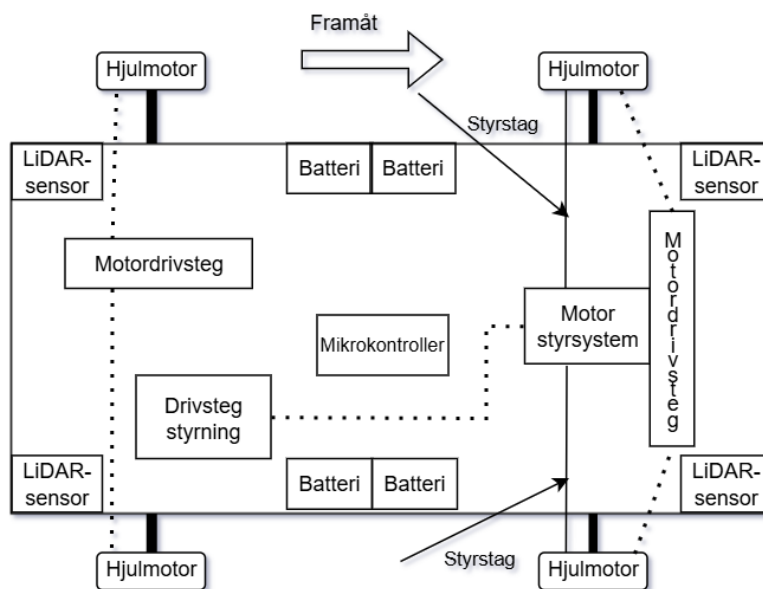 Framåt
Hjulmotor
Hjulmotor
Styrstag
LiDAR-
sensor
Batteri
Batteri
LiDAR-
sensor
Motordrivsteg
Motordrivsteg
Motor
styrsystem
Mikrokontroller
Drivsteg
styrning
LiDAR-
sensor
Batteri
Batteri
LiDAR-
sensor
Hjulmotor
Styrstag
Hjulmotor